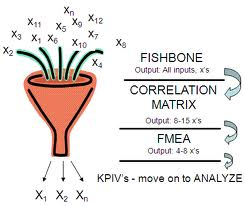 Xn
X12
X11
X5
X9
X3
X1
X6
X7
X2
X10
X8
X4
FISHBONE
Output: All inputs, x's
CORRELATION
MATRIX
Output: 8-15 x's
FMEA
Output: 4-8 x's
KPIV's - move on to ANALYZE
X1 X2 Xn